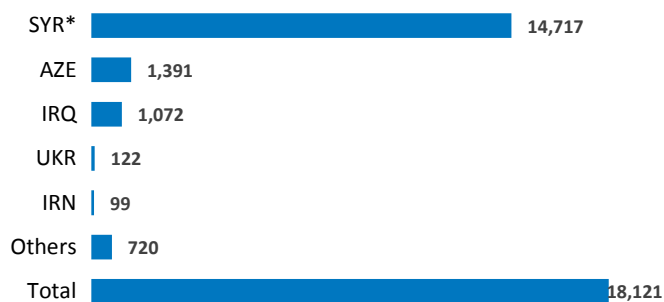 SYR* 14,717
AZE 1,391
IRQ 1,072
UKR 122
IRN 99
Others 720
Total 18,121